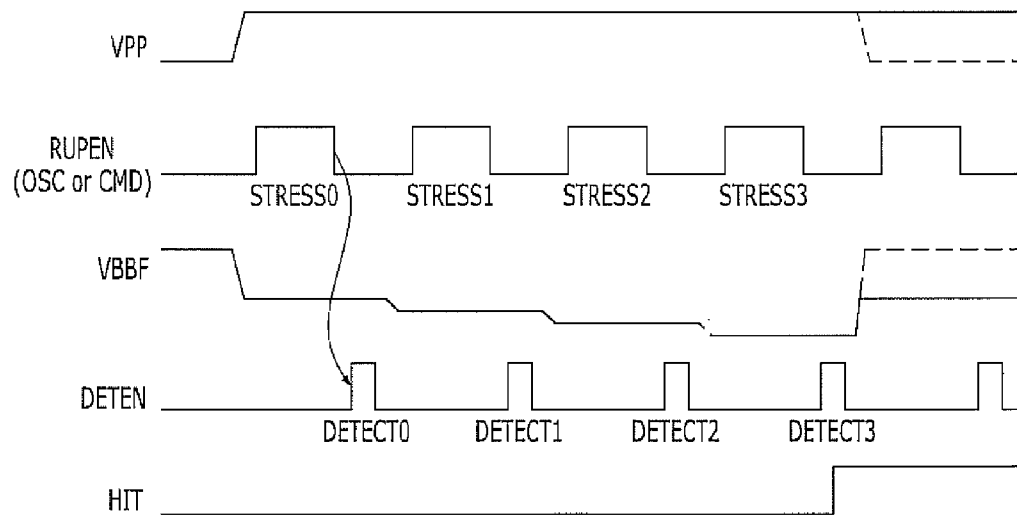 VPP
RUPEN
(OSC or CMD)
STRESS0 STRESS1 STRESS2 STRESS3
VBBF
DETEN
DETECT0 DETECT1 DETECT2 DETECT3
HIT